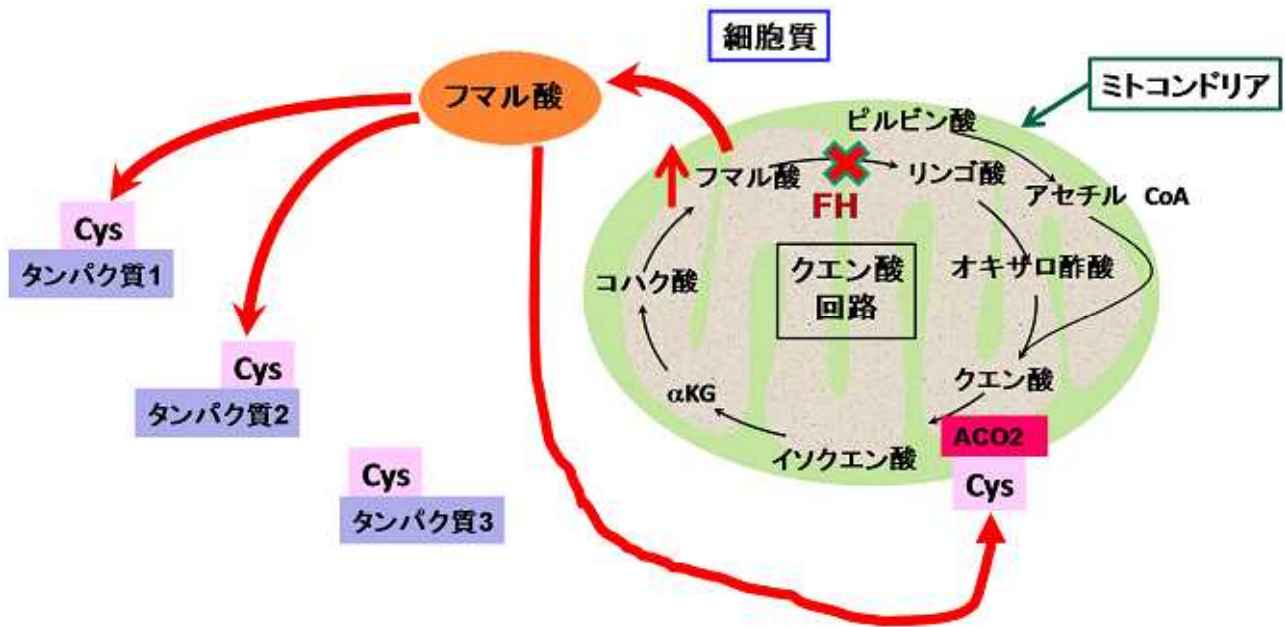 細胞質
ミトコンドリア
フマル酸
ピルビン酸
フマル酸
リンゴ酸
アセチル CoA
FH
Cys
タンパク質1
コハク酸
クエン酸
回路
オキザロ酢酸
Cys
タンパク質2
αKG
クエン酸
ACO2
イソクエン酸
Cys
Cys
タンパク質3